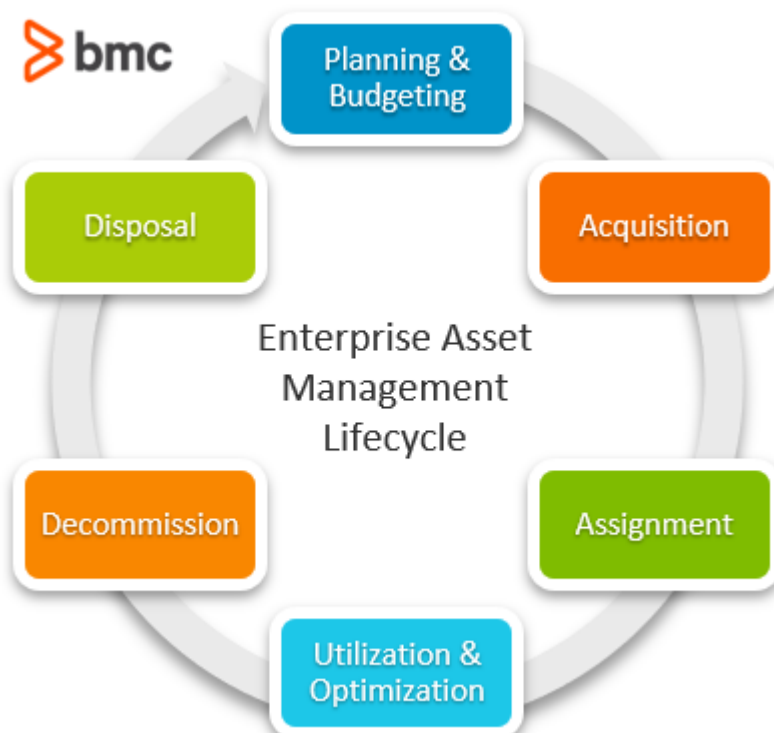 bmc
Planning &
Budgeting
Acquisition
Assignment
Utilization &
Optimization
Decommission
Disposal
Enterprise Asset
Management
Lifecycle